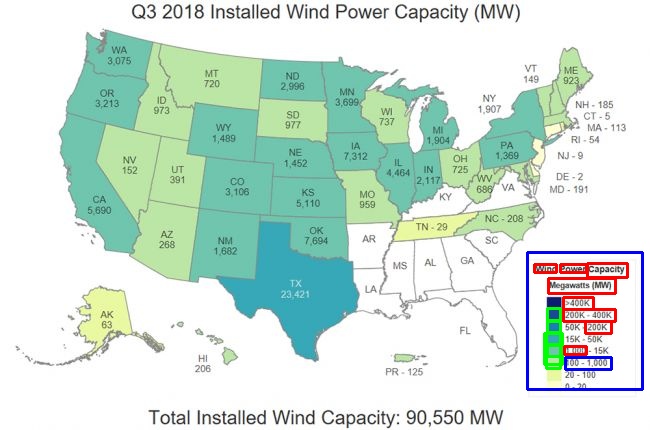 Q3 2018 Installed Wind Power Capacity (MW)
WA
3,075
OR
3,213
CA
5,690
ID
973
NV
152
MT
720
WY
1,489
UT
391
AZ
268
CO
3,106
NM
1,682
ND
2,996
SD
977
NE
1,452
KS
5,110
OK
7,694
TX
23,421
MN
3,699
IA
7,312
MO
959
AR
LA
WI
737
IL
4,464
MI
1,904
IN
2,117
OH
725
KY
TN - 29
MS
AL
GA
FL
SC
NC - 208
VA
WV
686
PA
1,369
NY
1,907
VT
149
ME
923
NH - 185
CT - 5
MA - 113
RI - 54
NJ - 9
DE - 2
MD - 191
AK
63
HI
206
PR - 125
Wind Power Capacity
Megawatts (MW)
>400K
200K - 400K
50K - 200K
15K - 50K
1,000 - 15K
100 - 1,000
20 - 100
0 - 20
Total Installed Wind Capacity: 90,550 MW